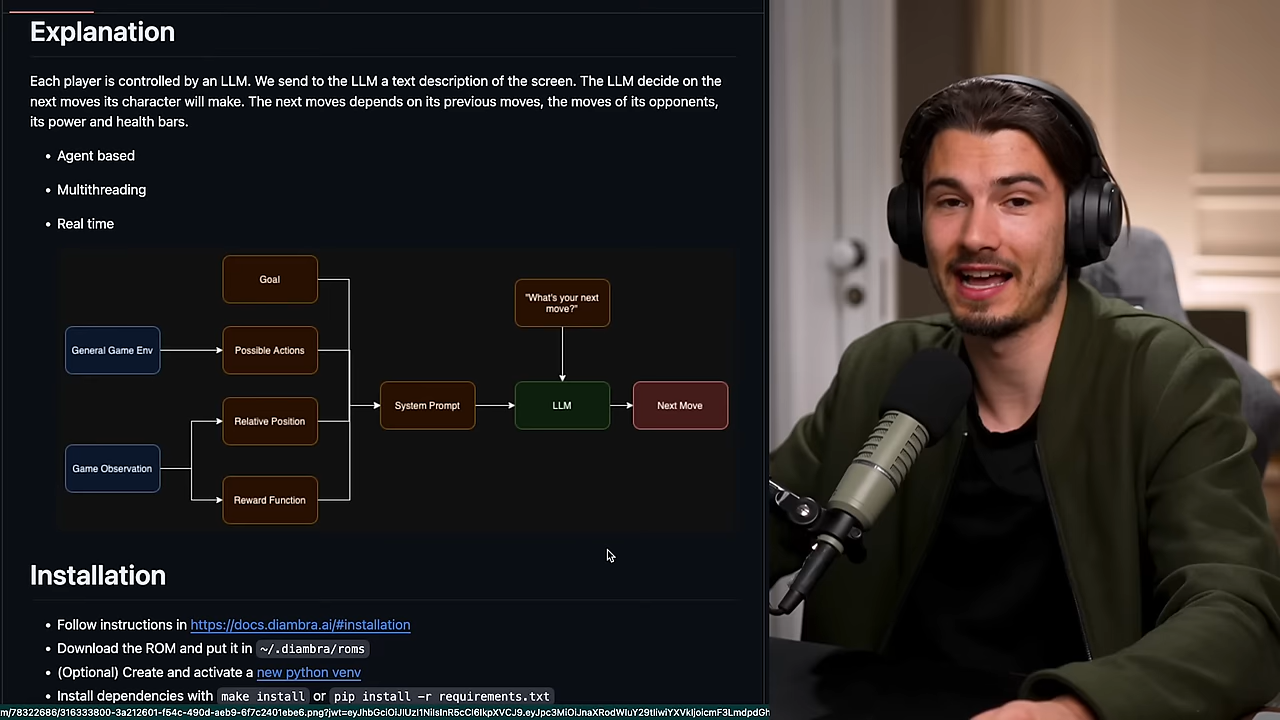 Explanation
Each player is controlled by an LLM. We send to the LLM a text description of the screen. The LLM decide on the
next moves its character will make. The next moves depends on its previous moves, the moves of its opponents,
its power and health bars.
• Agent based
• Multithreading
• Real time
Goal
"What's your next
move?"
General Game Env
Possible Actions
System Prompt
LLM
Next Move
Relative Position
Game Observation
Reward Function
Installation
• Follow instructions in https://docs.diambra.ai/#installation
• Download the ROM and put it in ~/.diambra/roms
• (Optional) Create and activate a new python venv
• Install dependencies with make install or pip install -r requirements.txt